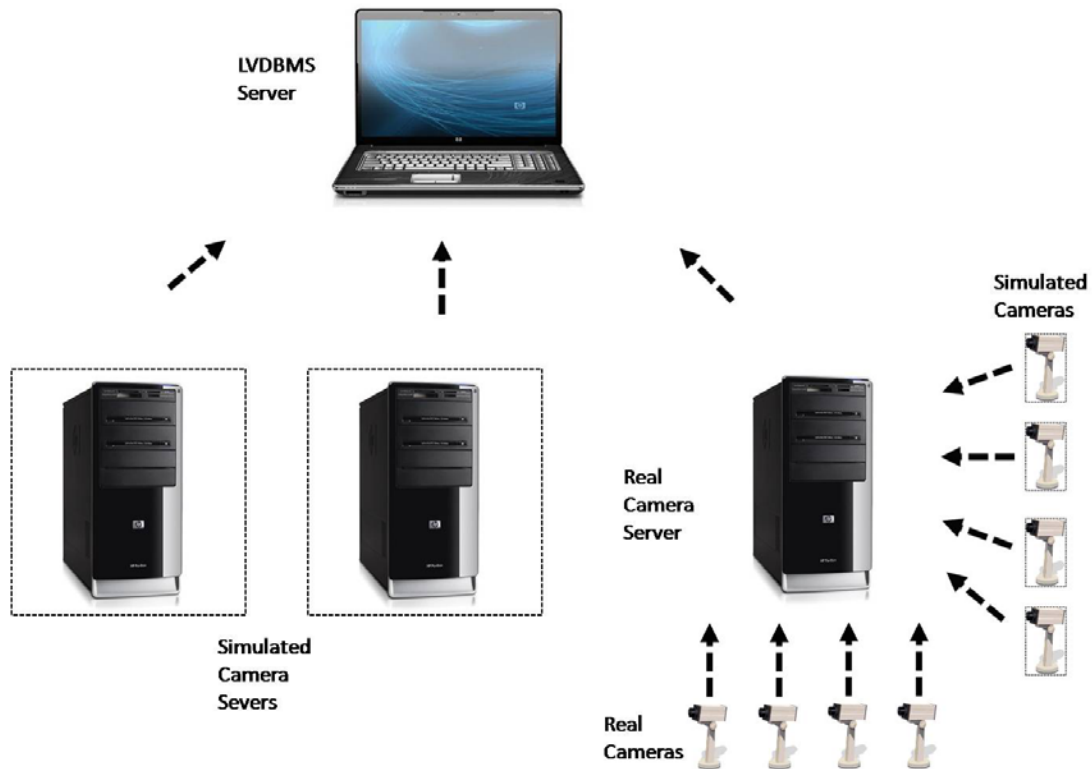 LVDBMS
Server
Simulated
Cameras
Real
Camera
Server
Simulated
Camera
Severs
Real
Cameras